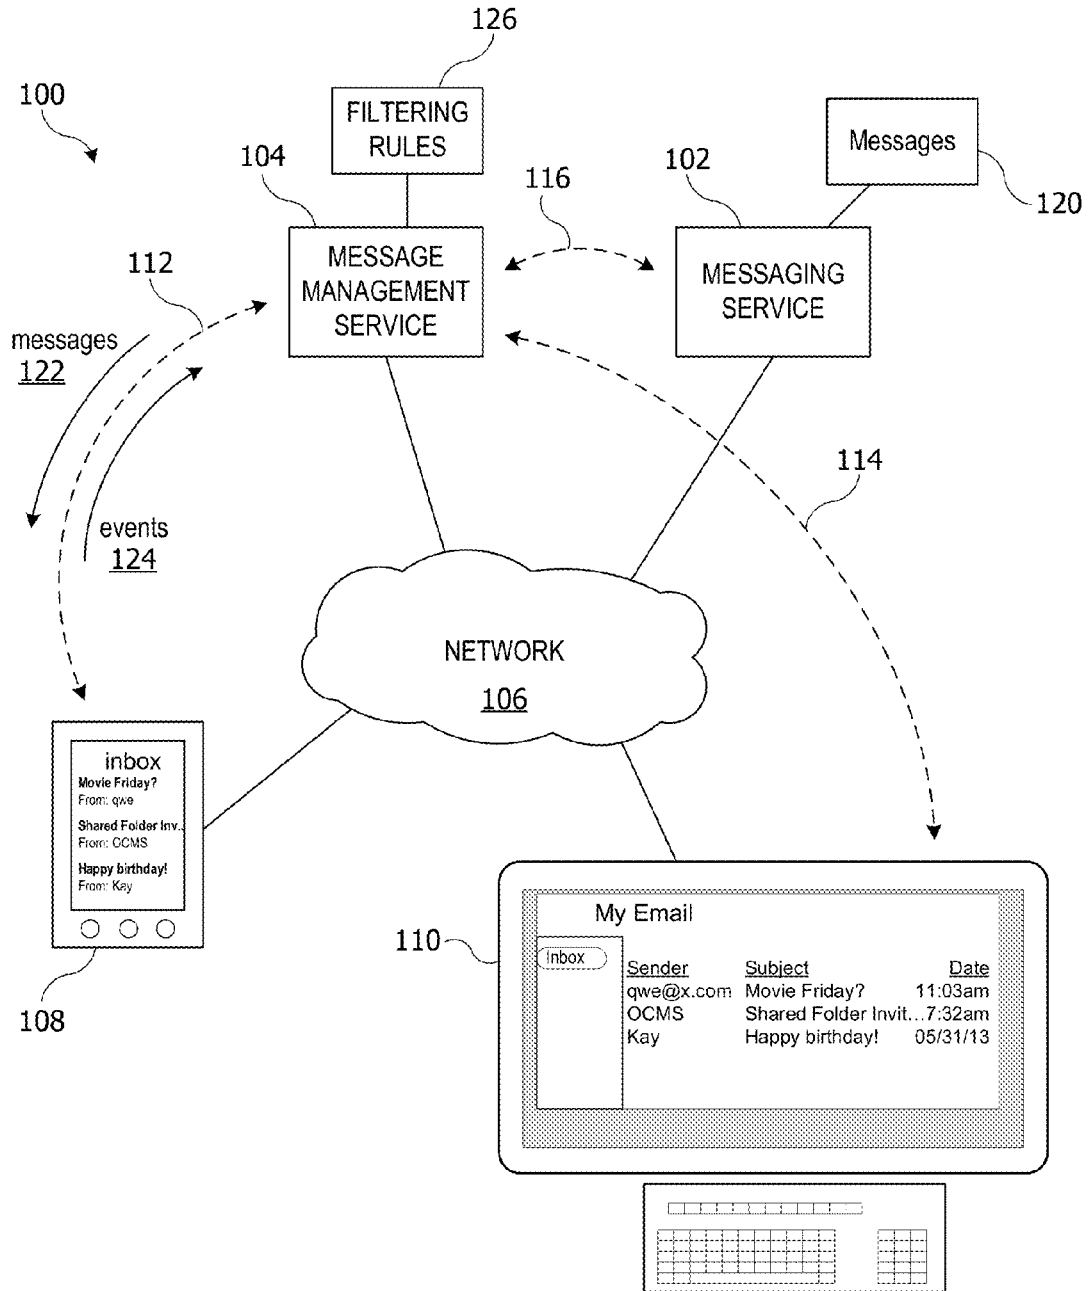 126
100
FILTERING
RULES
Messages
104
116
102
120
MESSAGE
MANAGEMENT
SERVICE
MESSAGING
SERVICE
112
messages
122
114
events
124
NETWORK
106
inbox
Movie Friday?
From: qwe
Shared Folder Inv..
From: OCMS
Happy birthday!
From: Kay
108
110
My Email
Inbox
Sender Subject Date
qwe@x.com Movie Friday? 11:03am
OCMS Shared Folder Invit...7:32am
Kay Happy birthday! 05/31/13